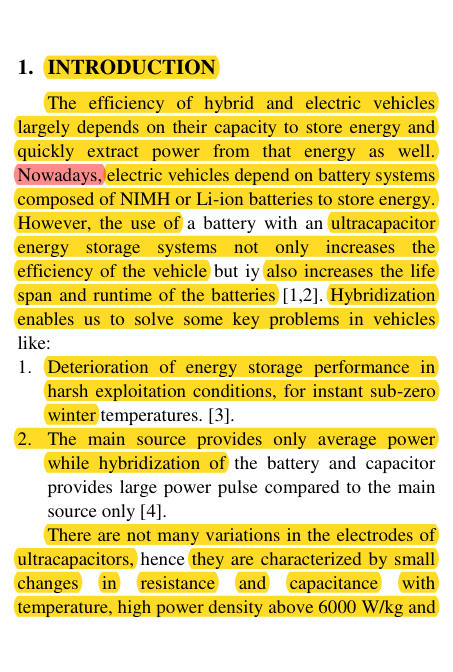 1. INTRODUCTION
The efficiency of hybrid and electric vehicles
largely depends on their capacity to store energy and
quickly extract power from that energy as well.
Nowadays, electric vehicles depend on battery systems
composed of NIMH or Li-ion batteries to store energy.
However, the use of a battery with an ultracapacitor
energy storage systems not only increases the
efficiency of the vehicle but iy also increases the life
span and runtime of the batteries [1,2]. Hybridization
enables us to solve some key problems in vehicles
like:
1. Deterioration of energy storage performance in
harsh exploitation conditions, for instant sub-zero
winter temperatures. [3].
2. The main source provides only average power
while hybridization of the battery and capacitor
provides large power pulse compared to the main
source only [4].
There are not many variations in the electrodes of
ultracapacitors, hence they are characterized by small
changes in resistance and capacitance with
temperature, high power density above 6000 W/kg and